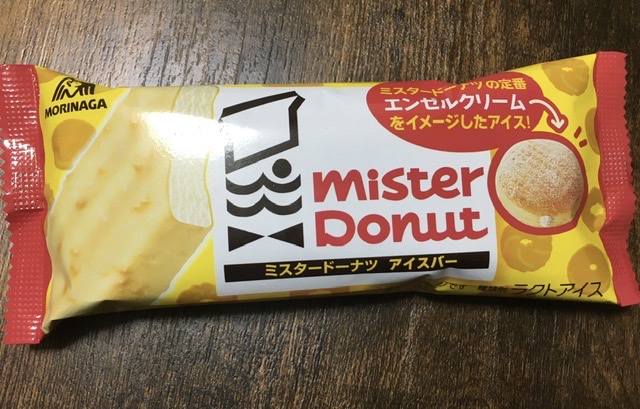 MORINAGA
ミスタードーナツの定番
エンゼルクリーム
をイメージしたアイス!
mister
Donut
ミスタードーナツ アイスバー
です
ラクトアイス